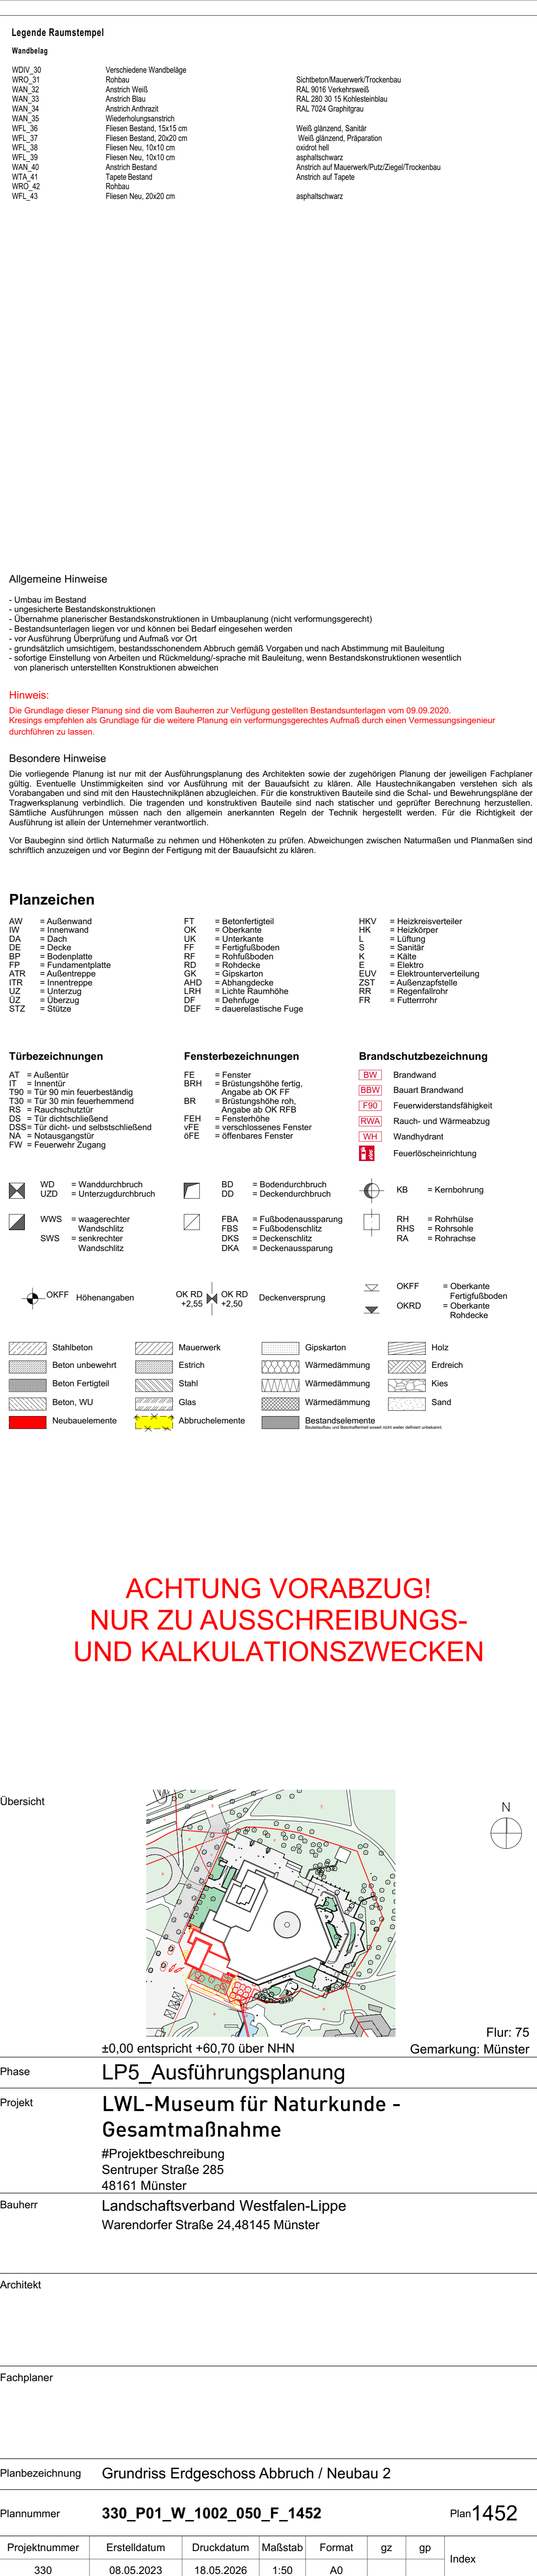 Legende Raumstempel
Wandbelag
WDIV_30 Verschiedene Wandbeläge
WRO_31 Rohbau Sichtbeton/Mauerwerk/Trockenbau
WAN_32 Anstrich Weiß RAL 9016 Verkehrsweiß
WAN_33 Anstrich Blau RAL 280 30 15 Kohlesteinblau
WAN_34 Anstrich Anthrazit RAL 7024 Graphitgrau
WAN_35 Wiederholungsanstrich
WFL_36 Fliesen Bestand, 15x15 cm Weiß glänzend, Sanitär
WFL_37 Fliesen Bestand, 20x20 cm Weiß glänzend, Präparation
WFL_38 Fliesen Neu, 10x10 cm oxidrot hell
WFL_39 Fliesen Neu, 10x10 cm asphaltschwarz
WAN_40 Anstrich Bestand Anstrich auf Mauerwerk/Putz/Ziegel/Trockenbau
WTA_41 Tapete Bestand Anstrich auf Tapete
WRO_42 Rohbau
WFL_43 Fliesen Neu, 20x20 cm asphaltschwarz
Allgemeine Hinweise
- Umbau im Bestand
- ungesicherte Bestandskonstruktionen
- Übernahme planerischer Bestandskonstruktionen in Umbauplanung (nicht verformungsgerecht)
- Bestandsunterlagen liegen vor und können bei Bedarf eingesehen werden
- vor Ausführung Überprüfung und Aufmaß vor Ort
- grundsätzlich umsichtigem, bestandsschonendem Abbruch gemäß Vorgaben und nach Abstimmung mit Bauleitung
- sofortige Einstellung von Arbeiten und Rückmeldung/-sprache mit Bauleitung, wenn Bestandskonstruktionen wesentlich
von planerisch unterstellten Konstruktionen abweichen
Hinweis:
Die Grundlage dieser Planung sind die vom Bauherren zur Verfügung gestellten Bestandsunterlagen vom 09.09.2020.
Kresings empfehlen als Grundlage für die weitere Planung ein verformungsgerechtes Aufmaß durch einen Vermessungsingenieur
durchführen zu lassen.
Besondere Hinweise
Die vorliegende Planung ist nur mit der Ausführungsplanung des Architekten sowie der zugehörigen Planung der jeweiligen Fachplaner
gültig. Eventuelle Unstimmigkeiten sind vor Ausführung mit der Bauaufsicht zu klären. Alle Haustechnikangaben verstehen sich als
Vorabangaben und sind mit den Haustechnikplänen abzugleichen. Für die konstruktiven Bauteile sind die Schal- und Bewehrungspläne der
Tragwerksplanung verbindlich. Die tragenden und konstruktiven Bauteile sind nach statischer und geprüfter Berechnung herzustellen.
Sämtliche Ausführungen müssen nach den allgemein anerkannten Regeln der Technik hergestellt werden. Für die Richtigkeit der
Ausführung ist allein der Unternehmer verantwortlich.
Vor Baubeginn sind örtlich Naturmaße zu nehmen und Höhenkoten zu prüfen. Abweichungen zwischen Naturmaßen und Planmaßen sind
schriftlich anzuzeigen und vor Beginn der Fertigung mit der Bauaufsicht zu klären.
Planzeichen
AW = Außenwand FT = Betonfertigteil HKV = Heizkreisverteiler
IW = Innenwand OK = Oberkante HK = Heizkörper
DA = Dach UK = Unterkante L = Lüftung
DE = Decke FF = Fertigfußboden S = Sanitär
BP = Bodenplatte RF = Rohfußboden K = Kälte
FP = Fundamentplatte RD = Rohdecke E = Elektro
ATR = Außentreppe GK = Gipskarton EUV = Elektrounterverteilung
ITR = Innentreppe AHD = Abhangdecke ZST = Außenzapfstelle
UZ = Unterzug LRH = Lichte Raumhöhe RR = Regenfallrohr
ÜZ = Überzug DF = Dehnfuge FR = Futterrrohr
STZ = Stütze DEF = dauerelastische Fuge
Türbezeichnungen Fensterbezeichnungen Brandschutzbezeichnung
AT = Außentür
IT = Innentür
T90 = Tür 90 min feuerbeständig
T30 = Tür 30 min feuerhemmend
RS = Rauchschutztür
DS = Tür dichtschließend
DSS= Tür dicht- und selbstschließend
NA = Notausgangstür
FW = Feuerwehr Zugang
FE = Fenster
BRH = Brüstungshöhe fertig,
Angabe ab OK FF
BR = Brüstungshöhe roh,
Angabe ab OK RFB
FEH = Fensterhöhe
vFE = verschlossenes Fenster
öFE = öffenbares Fenster
BW Brandwand
BBW Bauart Brandwand
F90 Feuerwiderstandsfähigkeit
RWA Rauch- und Wärmeabzug
WH Wandhydrant
Feuerlöscheinrichtung
WD = Wanddurchbruch
UZD = Unterzugdurchbruch
BD = Bodendurchbruch
DD = Deckendurchbruch
KB = Kernbohrung
WWS = waagerechter
Wandschlitz
SWS = senkrechter
Wandschlitz
FBA = Fußbodenaussparung
FBS = Fußbodenschlitz
DKS = Deckenschlitz
DKA = Deckenaussparung
RH = Rohrhülse
RHS = Rohrsohle
RA = Rohrachse
OKFF Höhenangaben
OK RD OK RD
+2,55 +2,50
Deckenversprung
OKFF = Oberkante
Fertigfußboden
OKRD = Oberkante
Rohdecke
Stahlbeton Mauerwerk Gipskarton Holz
Beton unbewehrt Estrich Wärmedämmung Erdreich
Beton Fertigteil Stahl Wärmedämmung Kies
Beton, WU Glas Wärmedämmung Sand
Neubauelemente Abbruchelemente Bestandselemente
Bauteilaufbau und Beschaffenheit soweit nicht weiter definiert unbekannt.
ACHTUNG VORABZUG!
NUR ZU AUSSCHREIBUNGS-
UND KALKULATIONSZWECKEN
Übersicht
N
Flur: 75
±0,00 entspricht +60,70 über NHN Gemarkung: Münster
Phase LP5_Ausführungsplanung
Projekt LWL-Museum für Naturkunde -
Gesamtmaßnahme
#Projektbeschreibung
Sentruper Straße 285
48161 Münster
Bauherr Landschaftsverband Westfalen-Lippe
Warendorfer Straße 24,48145 Münster
Architekt
Fachplaner
Planbezeichnung Grundriss Erdgeschoss Abbruch / Neubau 2
Plannummer 330_P01_W_1002_050_F_1452 Plan 1452
Projektnummer Erstelldatum Druckdatum Maßstab Format gz gp Index
330 08.05.2023 18.05.2026 1:50 A0